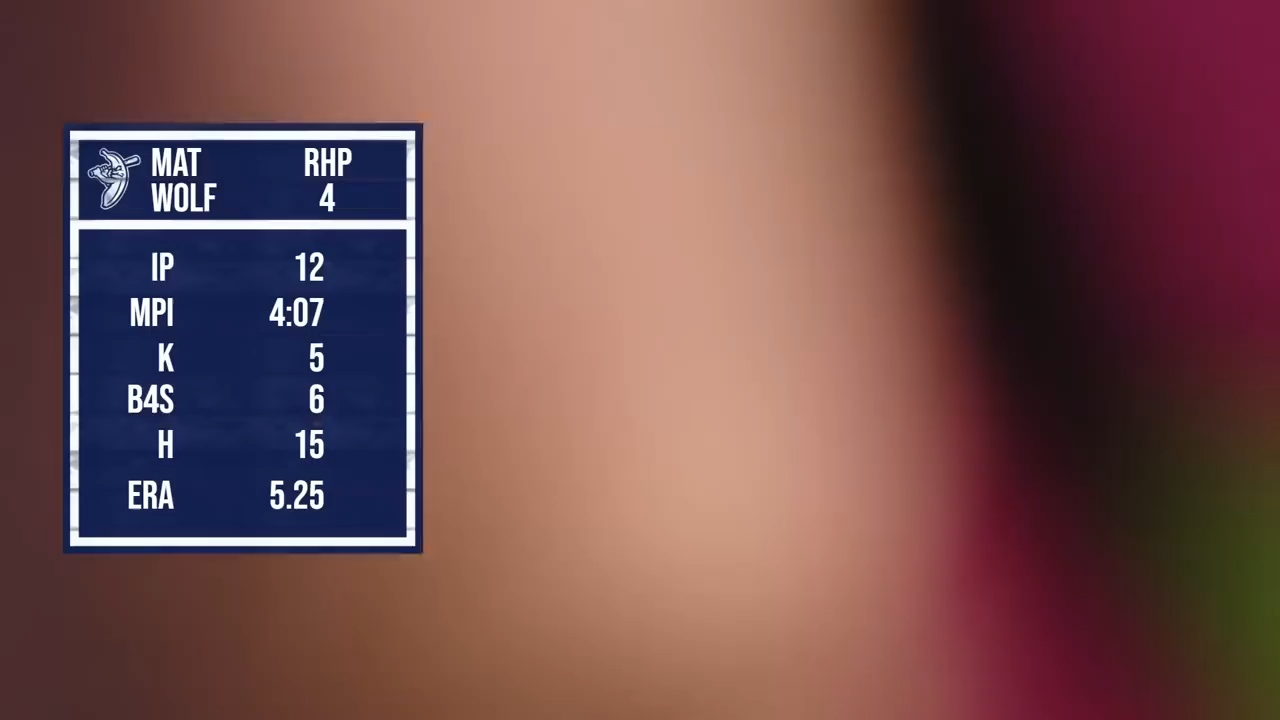 MAT RHP
WOLF 4
IP 12
MPI 4:07
K 5
B4S 6
H 15
ERA 5.25